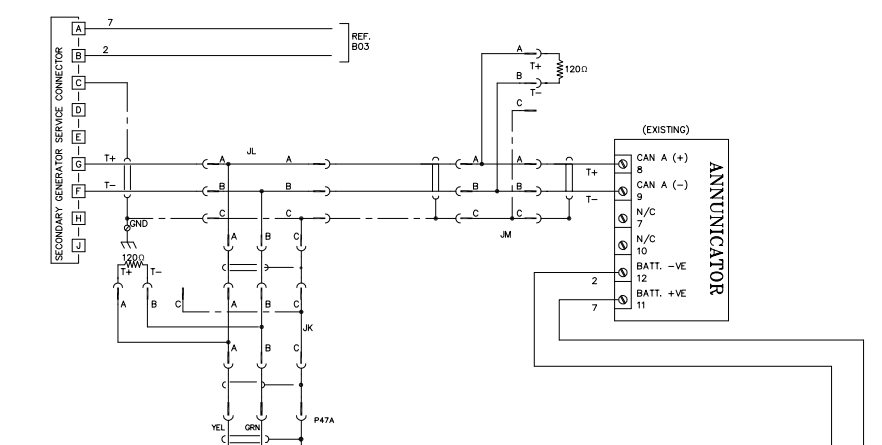 A 7
B 2
REF.
B03
C
D
E
G T+
F T−
H
J
SECONDARY GENERATOR SERVICE CONNECTOR
GND
120Ω
T+ T−
A B C
JL
A A
B B
C C
A B C
A B C
JK
A B C
P47A
YEL GRN
A
T+
120Ω
B
T−
C
A A
B B
C C
JM
T+
T−
(EXISTING)
CAN A (+)
8
CAN A (−)
9
N/C
7
N/C
10
BATT. −VE
12
BATT. +VE
11
2
7
ANNUNICATOR